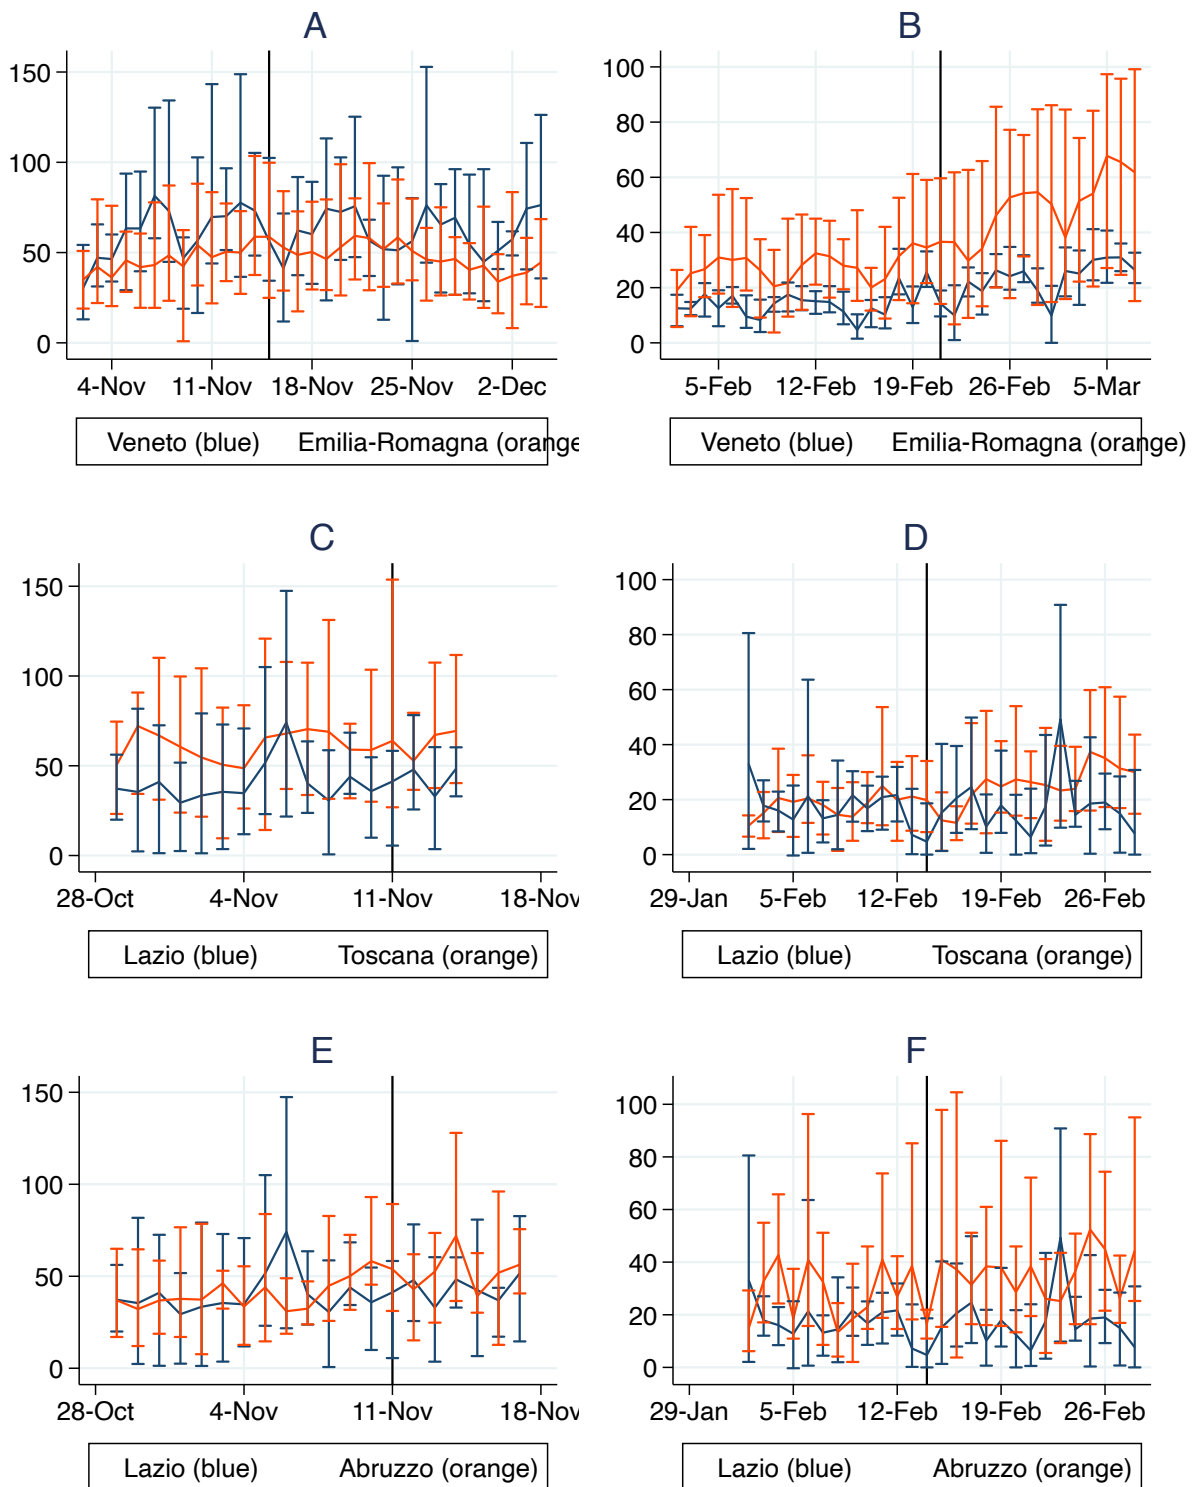 A
150
100
50
0
4-Nov 11-Nov 18-Nov 25-Nov 2-Dec
Veneto (blue) Emilia-Romagna (orange
B
100
80
60
40
20
0
5-Feb 12-Feb 19-Feb 26-Feb 5-Mar
Veneto (blue) Emilia-Romagna (orange)
C
150
100
50
0
28-Oct 4-Nov 11-Nov 18-Nov
Lazio (blue) Toscana (orange)
D
100
80
60
40
20
0
29-Jan 5-Feb 12-Feb 19-Feb 26-Feb
Lazio (blue) Toscana (orange)
E
150
100
50
0
28-Oct 4-Nov 11-Nov 18-Nov
Lazio (blue) Abruzzo (orange)
F
100
80
60
40
20
0
29-Jan 5-Feb 12-Feb 19-Feb 26-Feb
Lazio (blue) Abruzzo (orange)